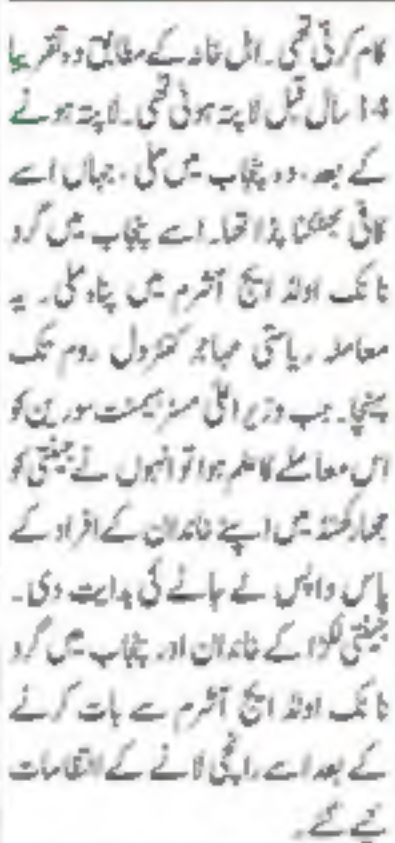 کام کرتی تھی۔ اہل خانہ کے مطابق وہ تقریباً
14 سال قبل لاپتہ ہوئی تھی۔ لاپتہ ہونے
کے بعد، وہ پنجاب میں ملی، جہاں اسے
کافی بھٹکنا پڑا تھا۔ اسے پنجاب میں گرو
نانک اولڈ ایج آشرم میں پناہ ملی۔ یہ
معاملہ ریاستی مہاجر کنٹرول روم تک
پہنچا۔ جب وزیر اعلیٰ مسٹر ہیمنت سورین کو
اس معاملے کا علم ہوا تو انہوں نے جینتی کو
جھارکھنڈ میں اپنے خاندان کے افراد کے
پاس واپس لے جانے کی ہدایت دی۔
جینتی لکڑا کے خاندان اور پنجاب میں گرو
نانک اولڈ ایج آشرم سے بات کرنے
کے بعد اسے رانچی لانے کے انتظامات
کیے گئے۔